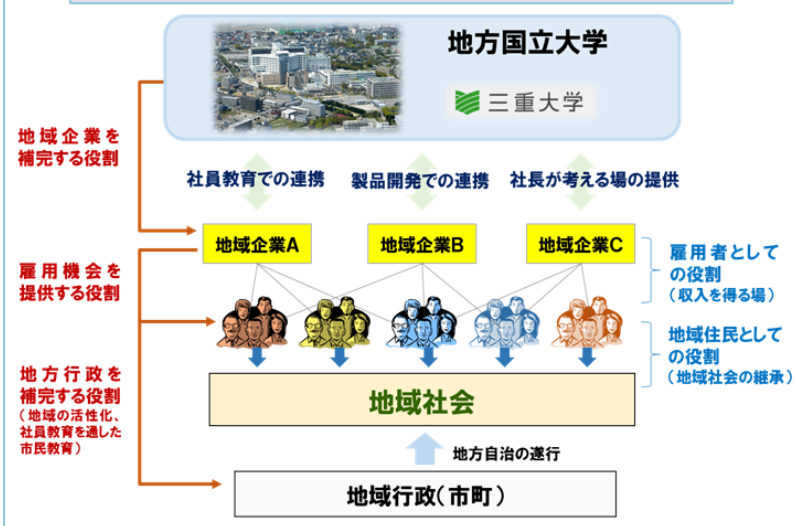 地方国立大学
三重大学
地域企業を
補完する役割
社員教育での連携
製品開発での連携
社長が考える場の提供
地域企業A
地域企業B
地域企業C
雇用機会を
提供する役割
雇用者として
の役割
（収入を得る場）
地域住民として
の役割
（地域社会の継承）
地方行政を
補完する役割
（地域の活性化、
社員教育を通した
市民教育）
地域社会
地方自治の遂行
地域行政（市町）